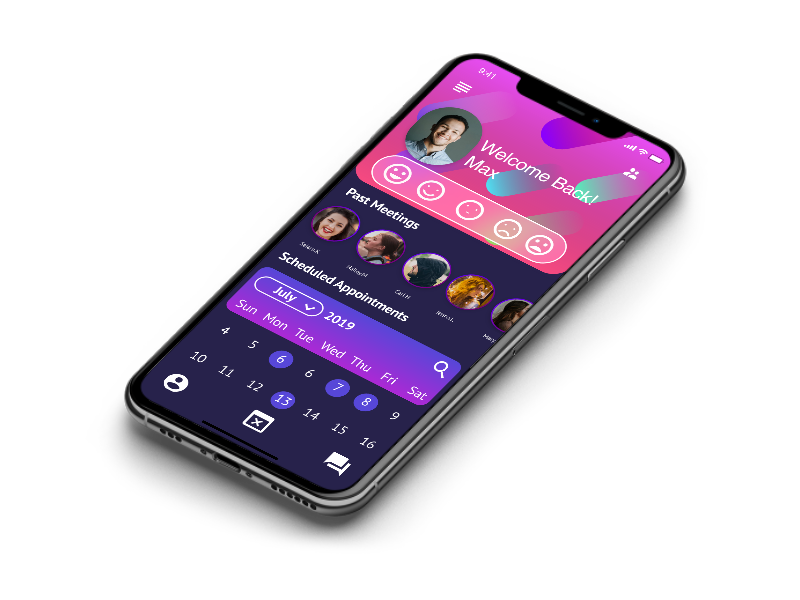 9:41
Welcome Back!
Max
Past Meetings
Scheduled Appointments
July 2019
Sun Mon Tue Wed Thu Fri Sat
4 5 6 6 7 8 9
10 11 12 13 14 15 16